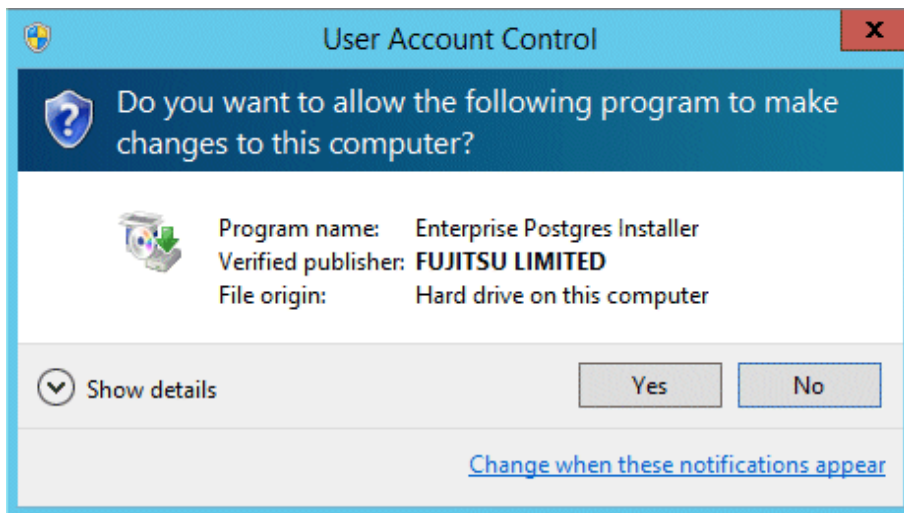 User Account Control
x
Do you want to allow the following program to make
changes to this computer?
Program name: Enterprise Postgres Installer
Verified publisher: FUJITSU LIMITED
File origin: Hard drive on this computer
Show details
Yes
No
Change when these notifications appear